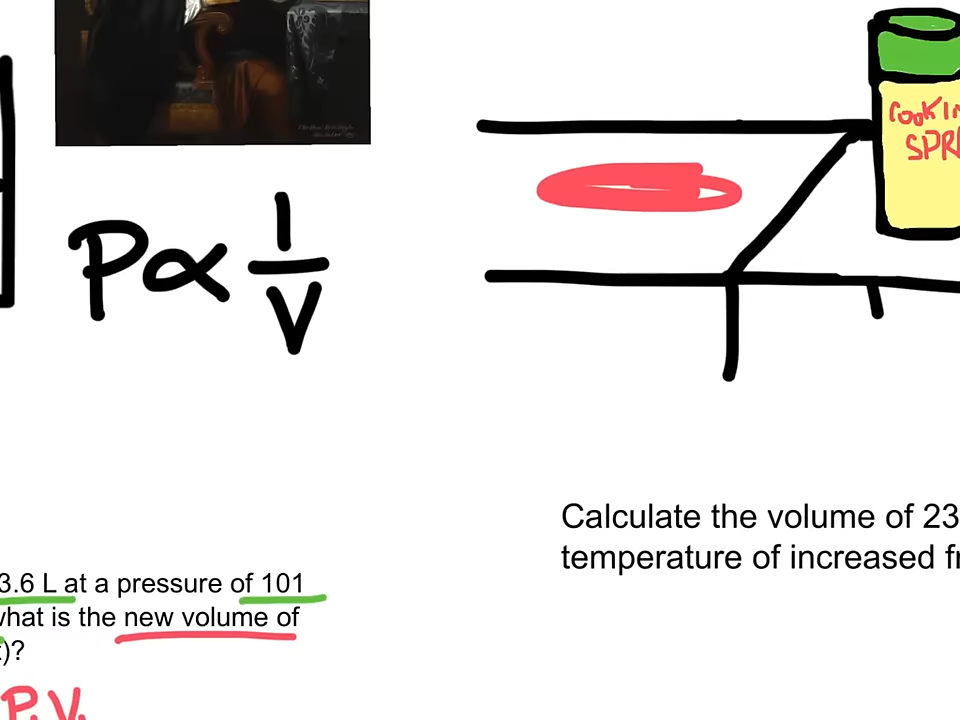 P∝ 1/V
3.6 L at a pressure of 101
what is the new volume of
)?
P. V.
COOKIN
SPR
Calculate the volume of 23
temperature of increased fr